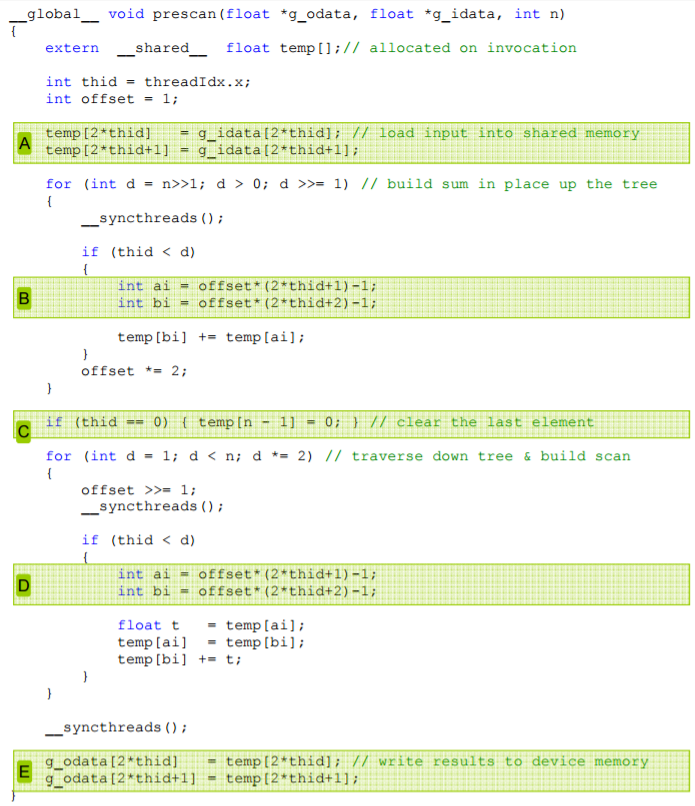 __global__ void prescan(float *g_odata, float *g_idata, int n)
{
extern __shared__ float temp[];// allocated on invocation
int thid = threadIdx.x;
int offset = 1;
A
temp[2*thid] = g_idata[2*thid]; // load input into shared memory
temp[2*thid+1] = g_idata[2*thid+1];
for (int d = n>>1; d > 0; d >>= 1) // build sum in place up the tree
{
__syncthreads();
if (thid < d)
{
B
int ai = offset*(2*thid+1)-1;
int bi = offset*(2*thid+2)-1;
temp[bi] += temp[ai];
}
offset *= 2;
}
C
if (thid == 0) { temp[n - 1] = 0; } // clear the last element
for (int d = 1; d < n; d *= 2) // traverse down tree & build scan
{
offset >>= 1;
__syncthreads();
if (thid < d)
{
D
int ai = offset*(2*thid+1)-1;
int bi = offset*(2*thid+2)-1;
float t = temp[ai];
temp[ai] = temp[bi];
temp[bi] += t;
}
}
__syncthreads();
E
g_odata[2*thid] = temp[2*thid]; // write results to device memory
g_odata[2*thid+1] = temp[2*thid+1];
}